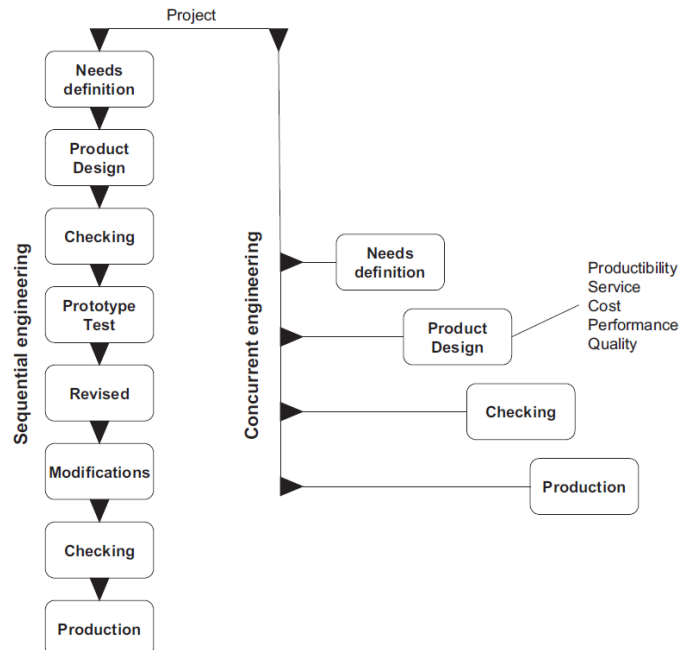 Project
Sequential engineering
Needs
definition
Product
Design
Checking
Prototype
Test
Revised
Modifications
Checking
Production
Concurrent engineering
Needs
definition
Product
Design
Checking
Production
Productibility
Service
Cost
Performance
Quality